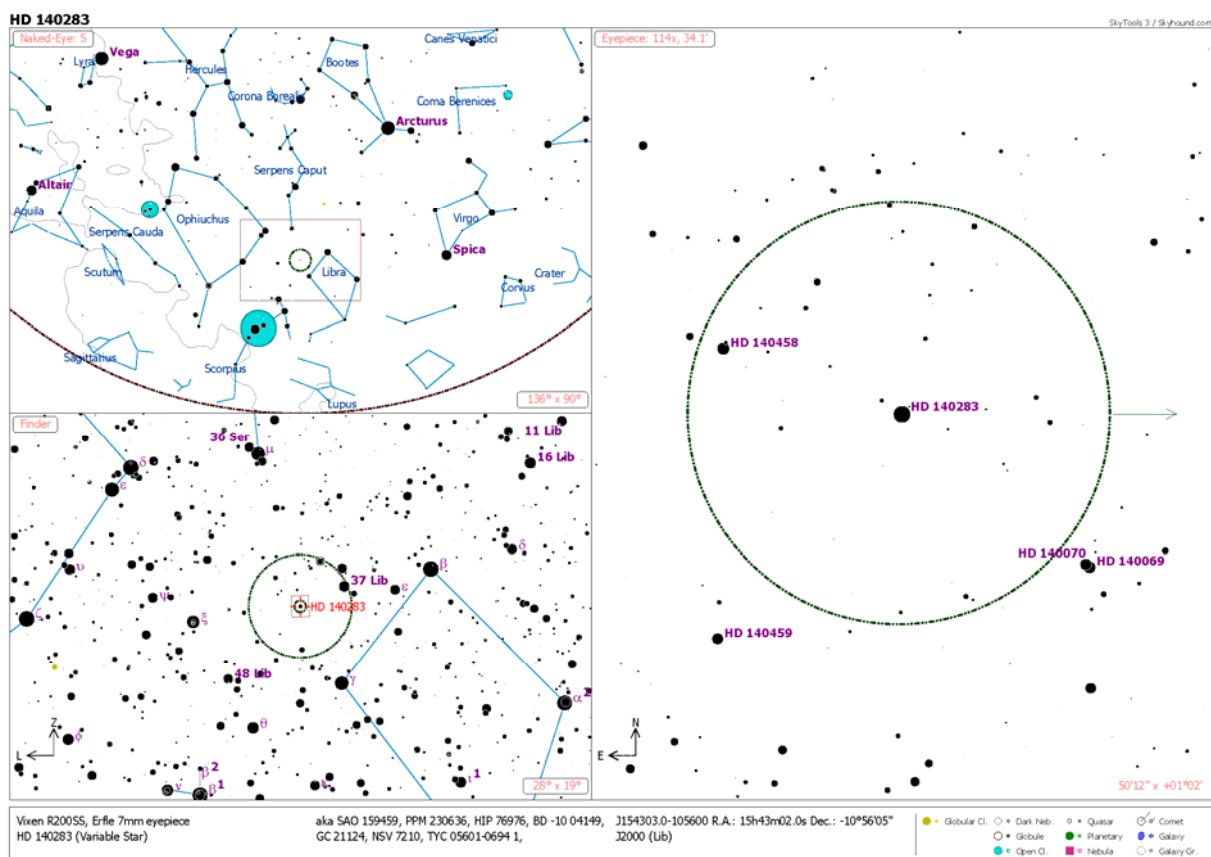 HD 140283
SkyTools 3 / Skyhound.com
Naked-Eye: S
Vega
Lyra
Hercules
Bootes
Canes Venatici
Corona Borealis
Coma Berenices
Arcturus
Serpens Caput
Altair
Aquila
Ophiuchus
Virgo
Serpens Cauda
Spica
Scutum
Libra
Crater
Corvus
Sagittarius
Scorpius
Lupus
136° x 90°
Finder
36 Ser
μ
11 Lib
16 Lib
δ
ε
δ
β
υ
37 Lib
ε
ψ
HD 140283
ζ
ξ
48 Lib
γ
α 2
θ
Z
ϕ
L
β 2
ν
β 1
ι 1
28° x 19°
Eyepiece: 114x, 34.1'
HD 140458
HD 140283
HD 140070
HD 140069
HD 140459
N
E
50'12" x +01°02'
Vixen R200SS, Erfle 7mm eyepiece
HD 140283 (Variable Star)
aka SAO 159459, PPM 230636, HIP 76976, BD -10 04149,
GC 21124, NSV 7210, TYC 05601-0694 1,
J154303.0-105600 R.A.: 15h43m02.0s Dec.: -10°56'05"
J2000 (Lib)
Globular Cl.
Dark Neb.
Quasar
Comet
Globule
Planetary
Galaxy
Open Cl.
Nebula
Galaxy Gr.